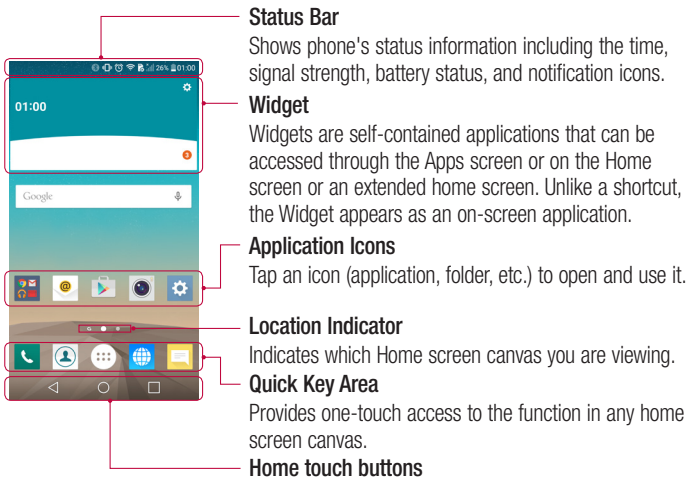 Status Bar
Shows phone's status information including the time,
signal strength, battery status, and notification icons.
Widget
Widgets are self-contained applications that can be
accessed through the Apps screen or on the Home
screen or an extended home screen. Unlike a shortcut,
the Widget appears as an on-screen application.
Application Icons
Tap an icon (application, folder, etc.) to open and use it.
Location Indicator
Indicates which Home screen canvas you are viewing.
Quick Key Area
Provides one-touch access to the function in any home
screen canvas.
Home touch buttons
26% 01:00
01:00
3
Google
@